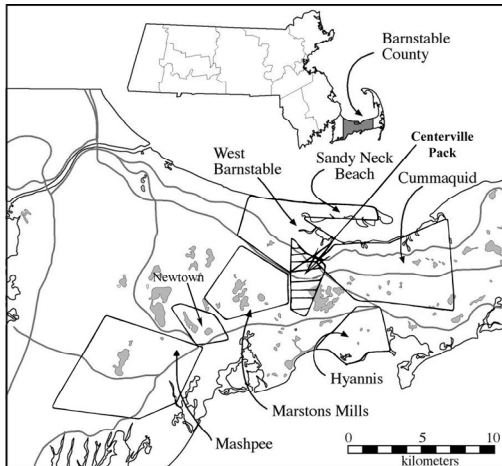 Barnstable
County
Centerville
Pack
West
Barnstable
Sandy Neck
Beach
Cummaquid
Newtown
Hyannis
Marstons Mills
Mashpee
0 5 10
kilometers